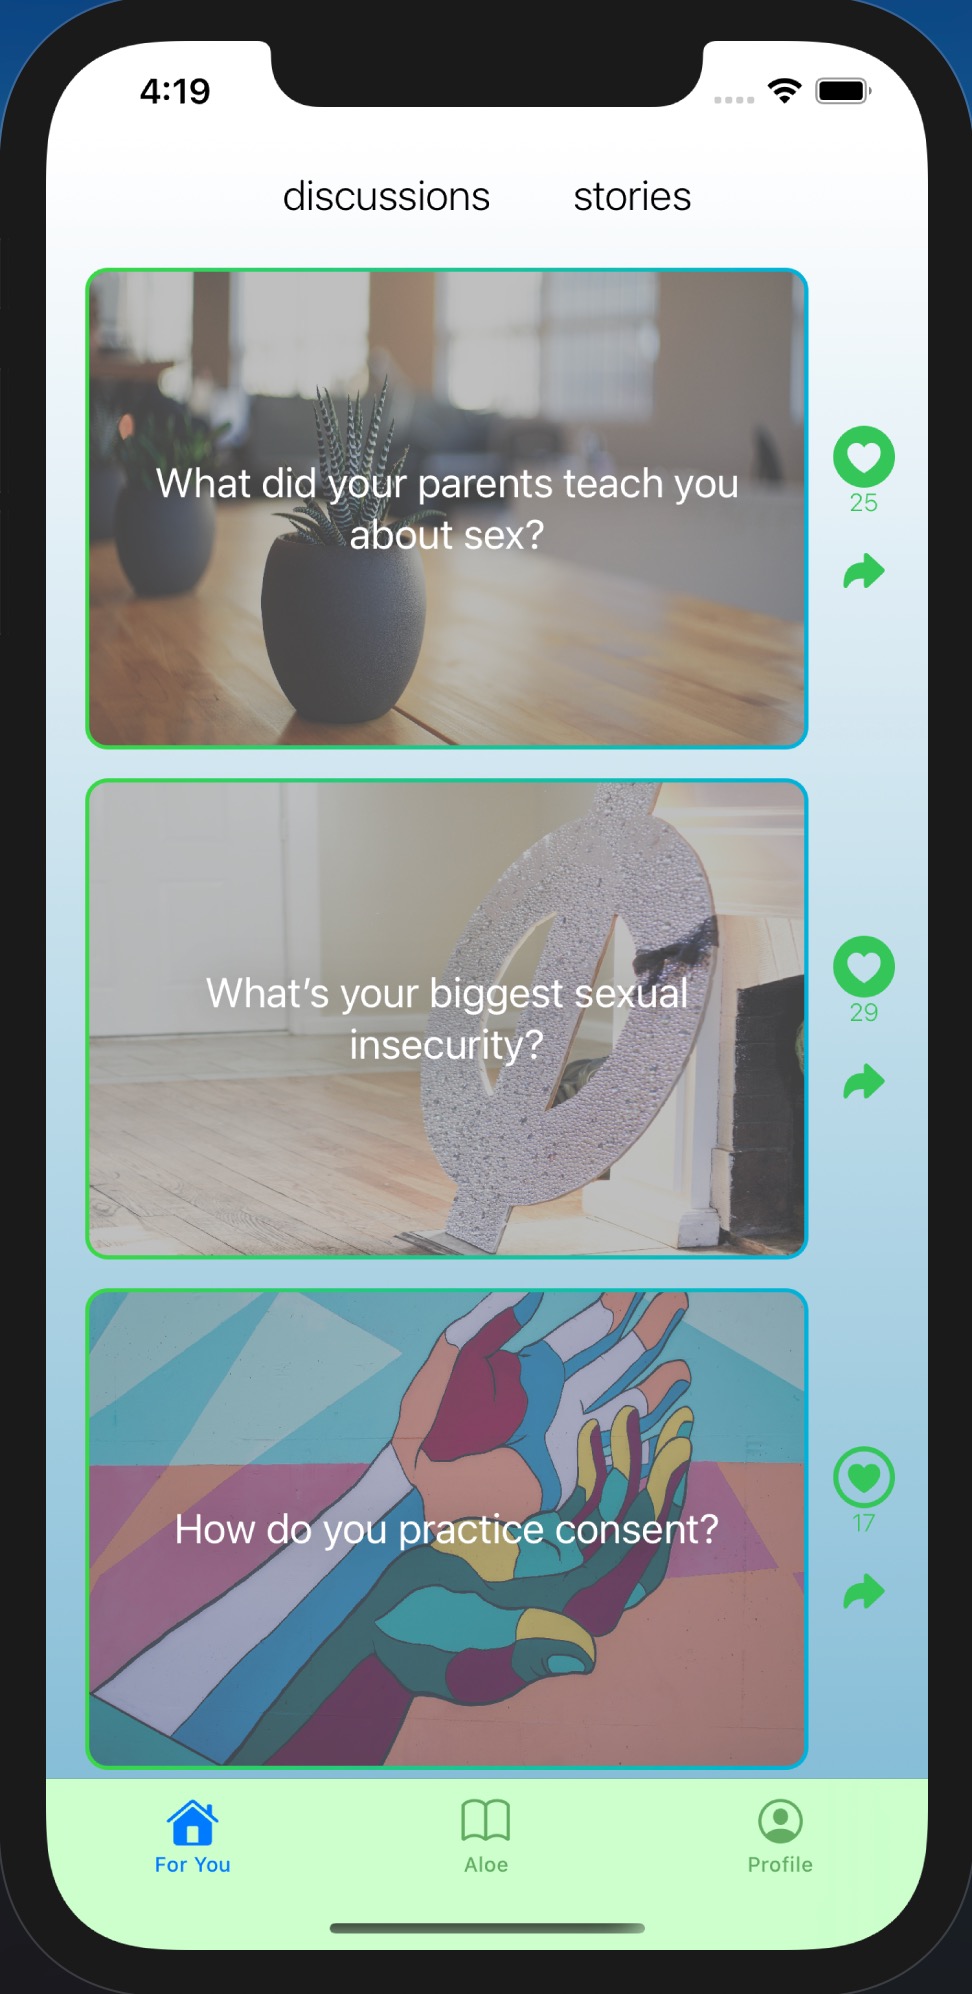 4:19
discussions stories
What did your parents teach you
about sex?
25
What’s your biggest sexual
insecurity?
29
How do you practice consent?
17
For You Aloe Profile